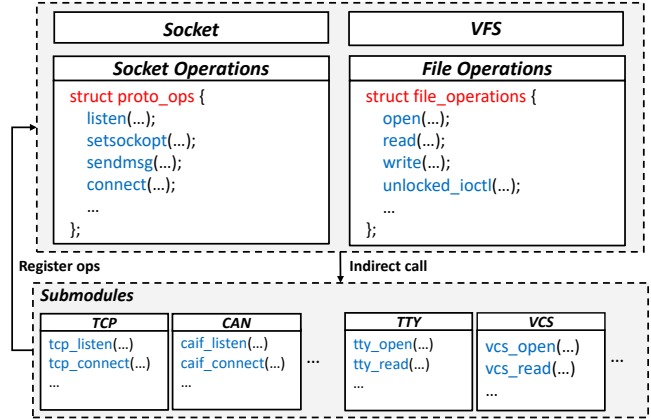 Socket
VFS
Socket Operations
struct proto_ops {
listen(...);
setsockopt(...);
sendmsg(...);
connect(...);
...
};
File Operations
struct file_operations {
open(...);
read(...);
write(...);
unlocked_ioctl(...);
...
};
Register ops
Indirect call
Submodules
TCP
tcp_listen(...)
tcp_connect(...)
...
CAN
caif_listen(...)
caif_connect(...)
...
...
TTY
tty_open(...)
tty_read(...)
...
VCS
vcs_open(...)
vcs_read(...)
...
...